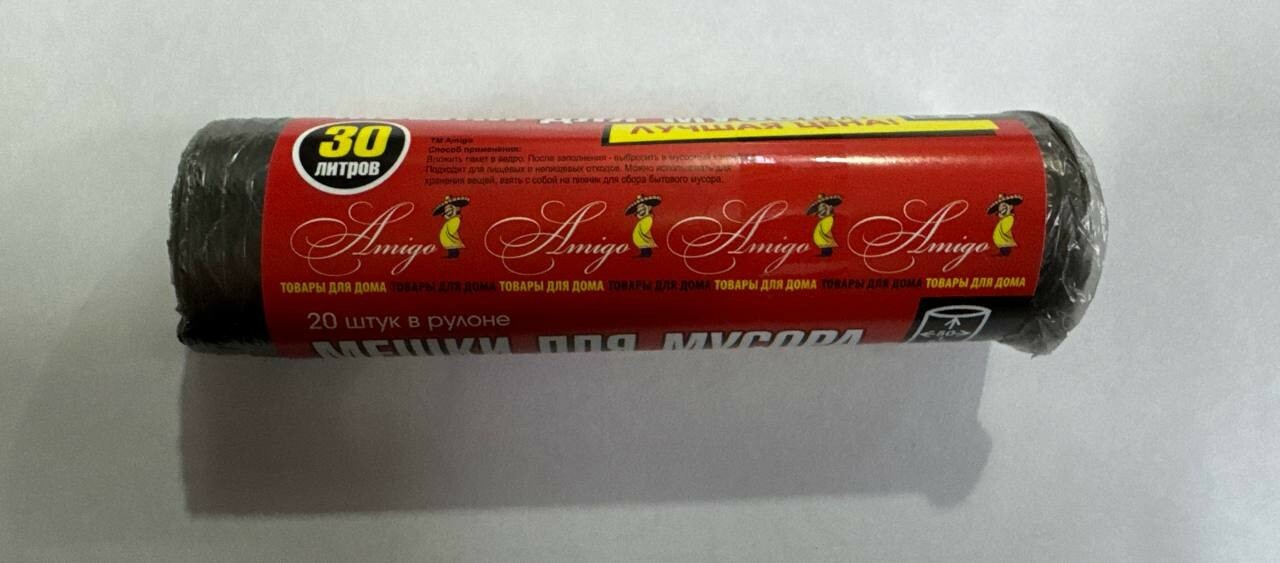 ЛУЧШАЯ ЦЕНА!
30
ЛИТРОВ
ТМ Amigo
Способ применения:
Вложить пакет в ведро. После заполнения - выбросить в мусорный
Подходит для пищевых и непищевых отходов. Можно использовать для
хранения вещей, взять с собой на пикник для сбора бытового мусора.
Amigo Amigo Amigo Amigo
ТОВАРЫ ДЛЯ ДОМА ТОВАРЫ ДЛЯ ДОМА ТОВАРЫ ДЛЯ ДОМА ТОВАРЫ ДЛЯ ДОМА ТОВАРЫ ДЛЯ ДОМА ТОВАРЫ ДЛЯ ДОМА ТОВАРЫ ДЛЯ ДОМА
20 штук в рулоне
МЕШКИ ДЛЯ МУСОРА
50